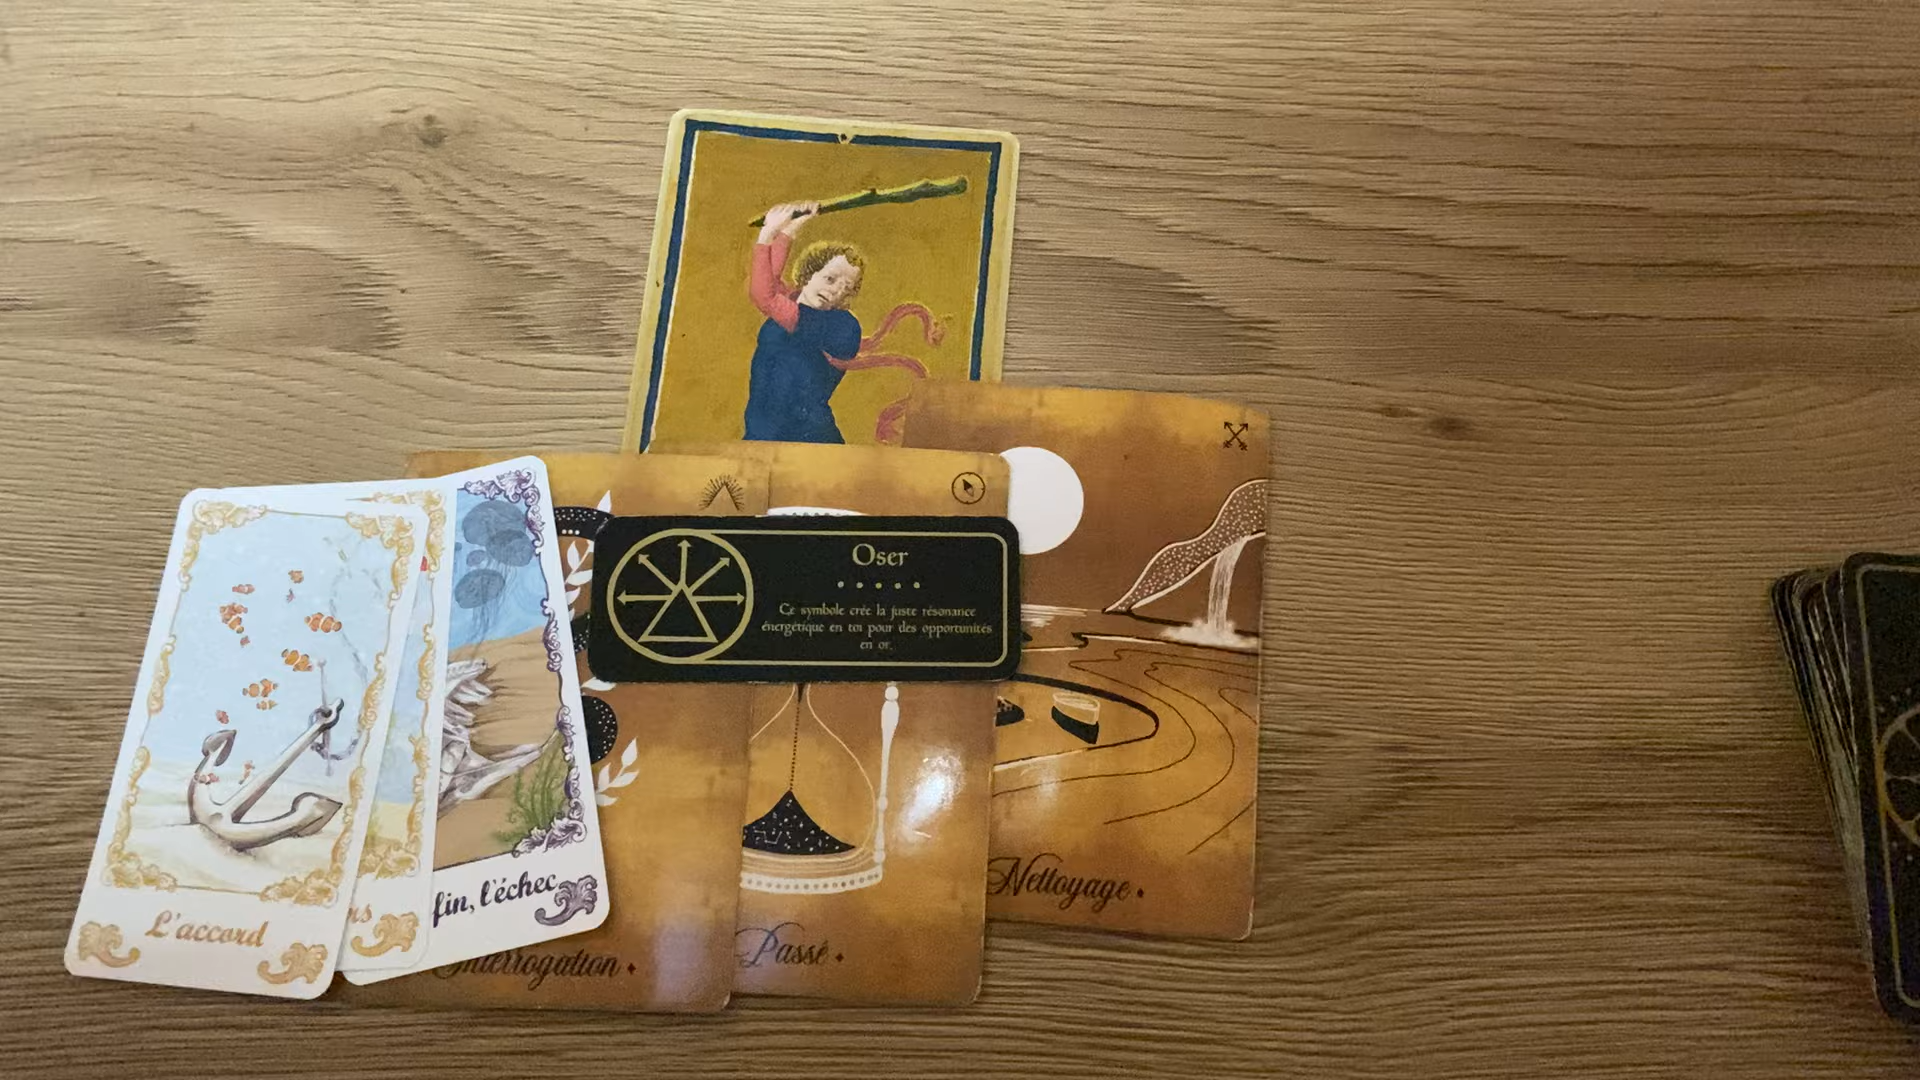 Oser
Ce symbole crée la juste résonance
énergétique en toi pour des opportunités
en or.
Nettoyage
L'accord
fin, l'échec
Interrogation
Passé